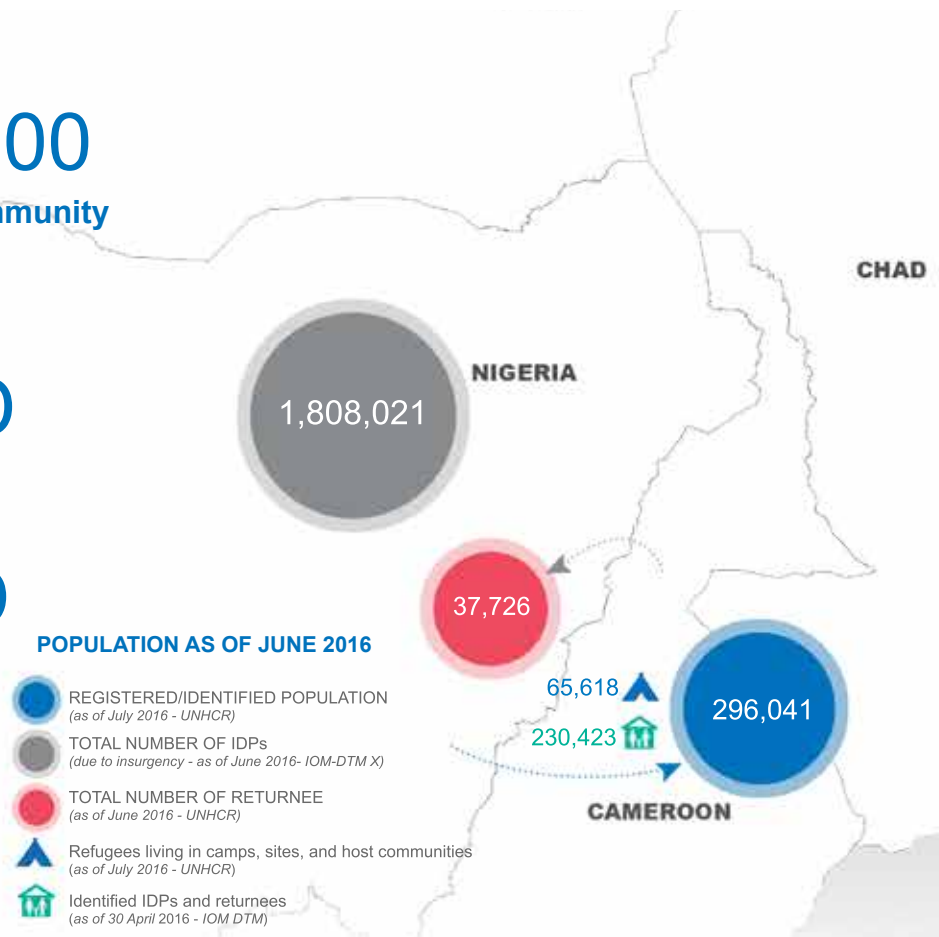 00
CHAD
NIGERIA
1,808,021
37,726
POPULATION AS OF JUNE 2016
65,618
296,041
230,423
REGISTERED/IDENTIFIED POPULATION
(as of July 2016 - UNHCR)
TOTAL NUMBER OF IDPs
(due to insurgency - as of June 2016- IOM-DTM X)
TOTAL NUMBER OF RETURNEE
(as of June 2016 - UNHCR)
CAMEROON
Refugees living in camps, sites, and host communities
(as of July 2016 - UNHCR)
Identified IDPs and returnees
(as of 30 April 2016 - IOM DTM)